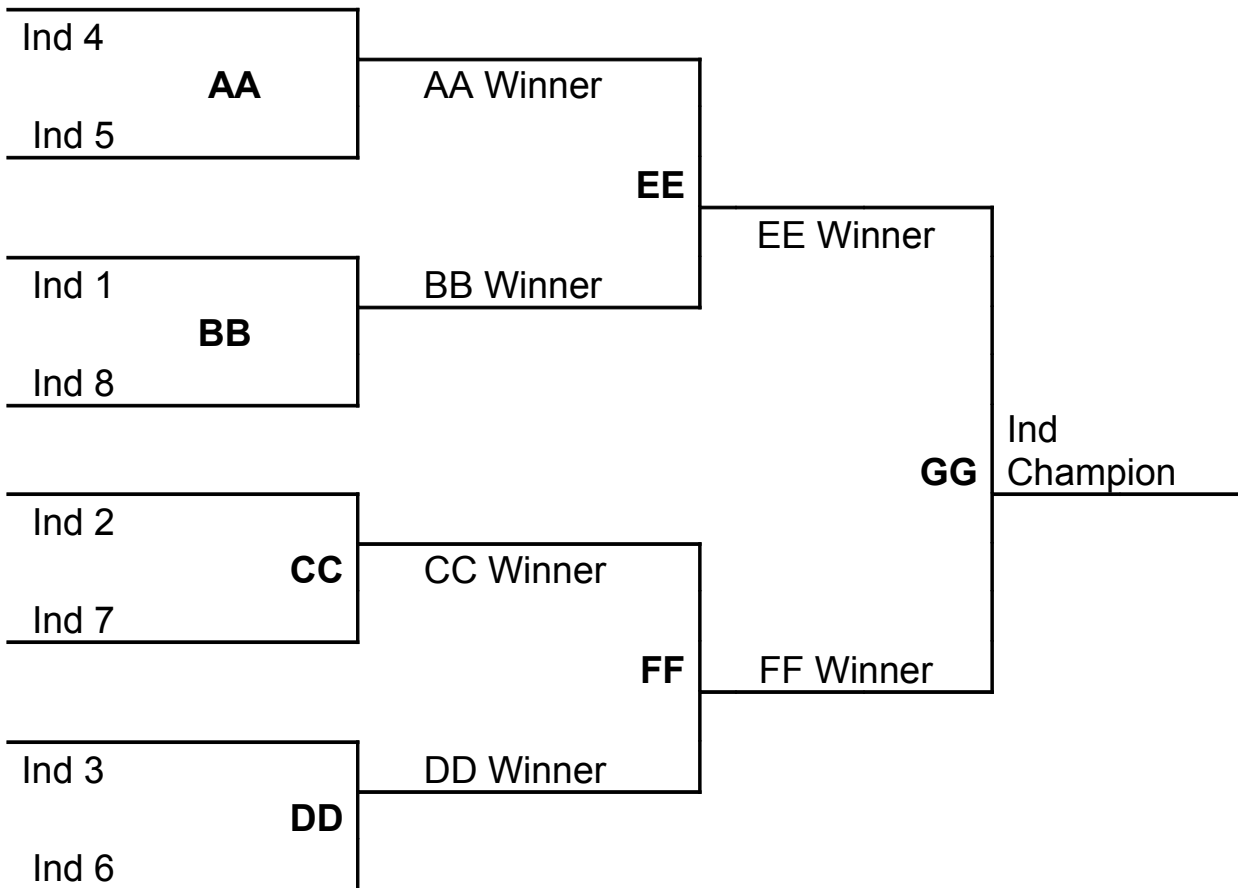 Ind 4
AA
AA Winner
Ind 5
EE
EE Winner
Ind 1
BB Winner
BB
Ind 8
Ind
GG Champion
Ind 2
CC
CC Winner
Ind 7
FF
FF Winner
Ind 3
DD Winner
DD
Ind 6